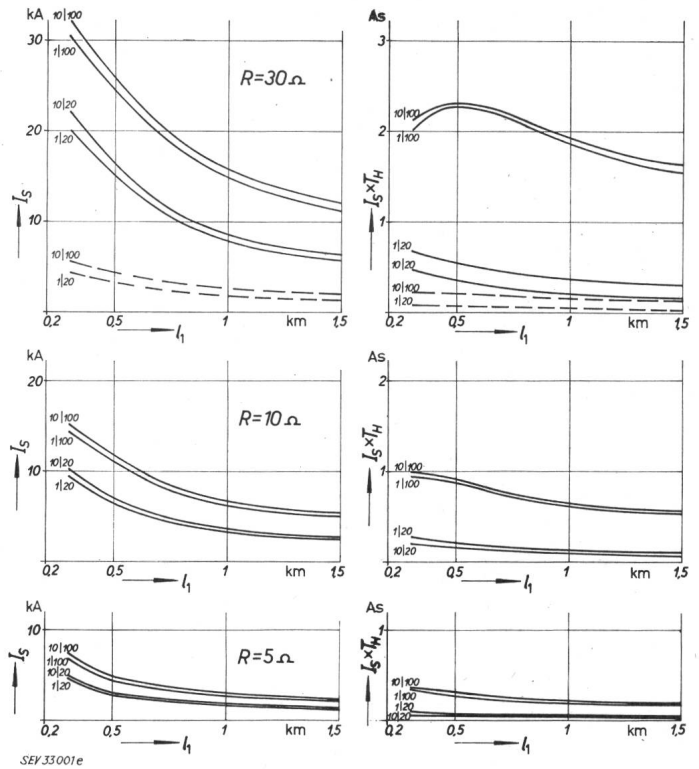 kA
30
20
10
0,2
0,5
1
km
1,5
I_S
l_1
R=30Ω
10|100
1|100
10|20
1|20
10|100
1|20
As
3
2
1
0,2
0,5
1
km
1,5
I_S×T_H
l_1
10|100
1|100
1|20
10|20
10|100
1|20
kA
20
10
0,2
0,5
1
km
1,5
I_S
l_1
R=10Ω
10|100
1|100
10|20
1|20
As
2
1
0,2
0,5
1
km
1,5
I_S×T_H
l_1
10|100
1|100
1|20
10|20
kA
10
0,2
0,5
1
km
1,5
I_S
l_1
R=5Ω
10|100
1|100
10|20
1|20
As
1
0,2
0,5
1
km
1,5
I_S×T_H
l_1
10|100
1|100
1|20
10|20
SEV33001e